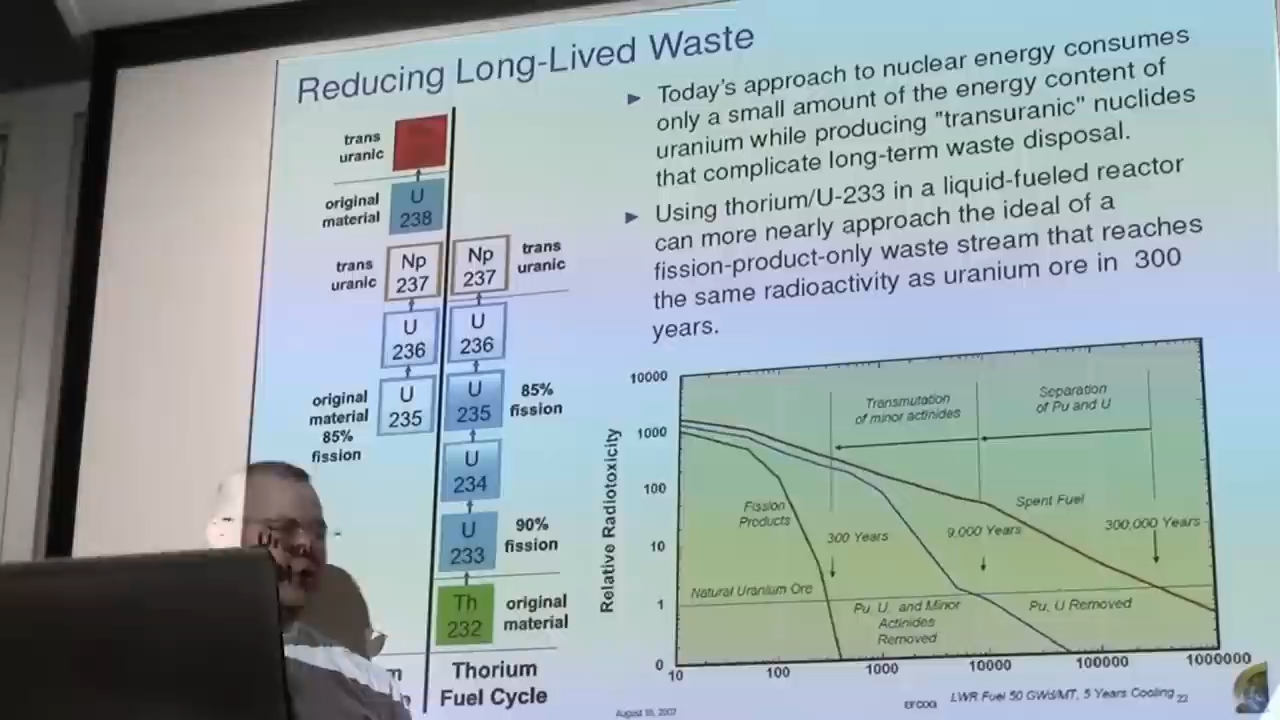 Reducing Long-Lived Waste
trans
uranic
original
material
U
238
trans
uranic
Np
237
Np
237
trans
uranic
U
236
U
236
original
material
85%
fission
U
235
U
235
85%
fission
U
234
U
233
90%
fission
Th
232
original
material
Thorium
Fuel Cycle
► Today's approach to nuclear energy consumes
only a small amount of the energy content of
uranium while producing "transuranic" nuclides
that complicate long-term waste disposal.
► Using thorium/U-233 in a liquid-fueled reactor
can more nearly approach the ideal of a
fission-product-only waste stream that reaches
the same radioactivity as uranium ore in 300
years.
Relative Radiotoxicity
10000
1000
100
10
1
0
10
100
1000
10000
100000
1000000
Transmutation
of minor actinides
Separation
of Pu and U
Fission
Products
300 Years
9,000 Years
Spent Fuel
300,000 Years
Natural Uranium Ore
Pu, U, and Minor
Actinides
Removed
Pu, U Removed
LWR Fuel 50 GWd/MT, 5 Years Cooling